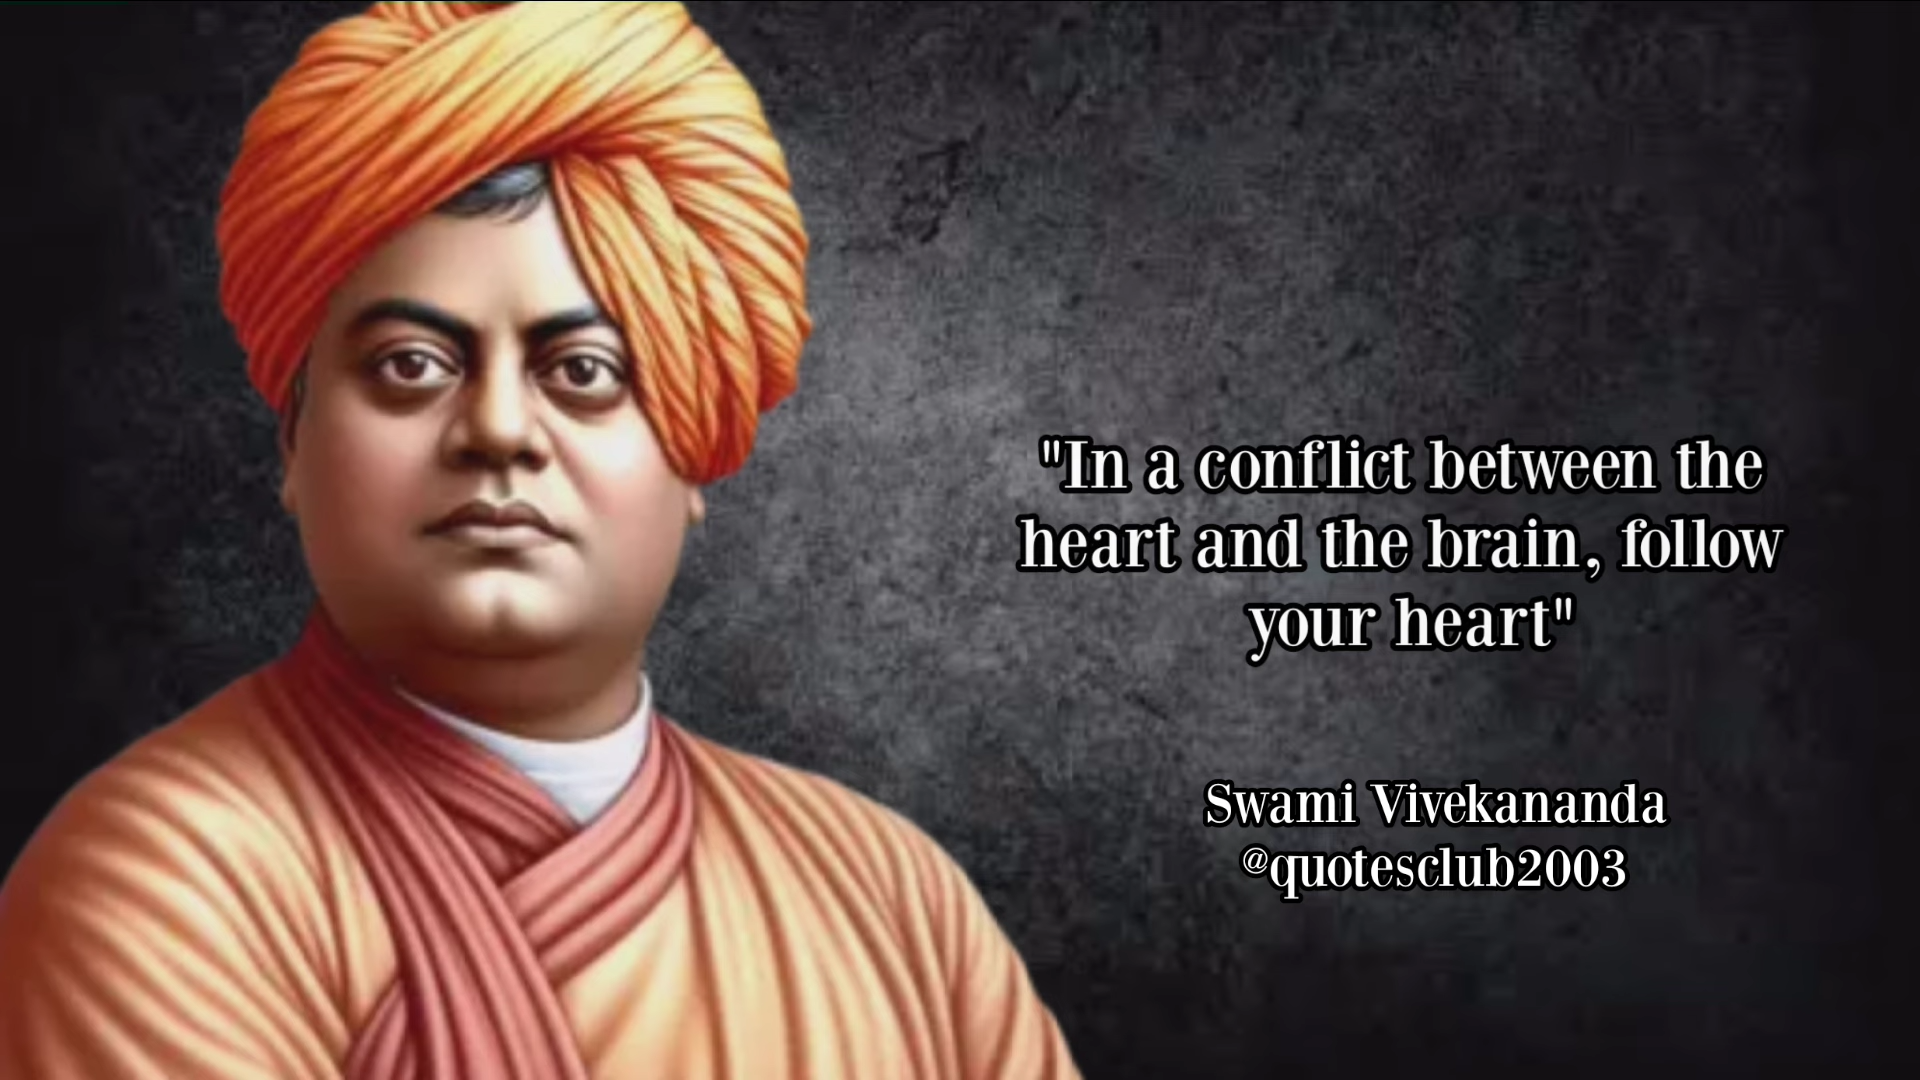 "In a conflict between the
heart and the brain, follow
your heart"
Swami Vivekananda
@quotesclub2003